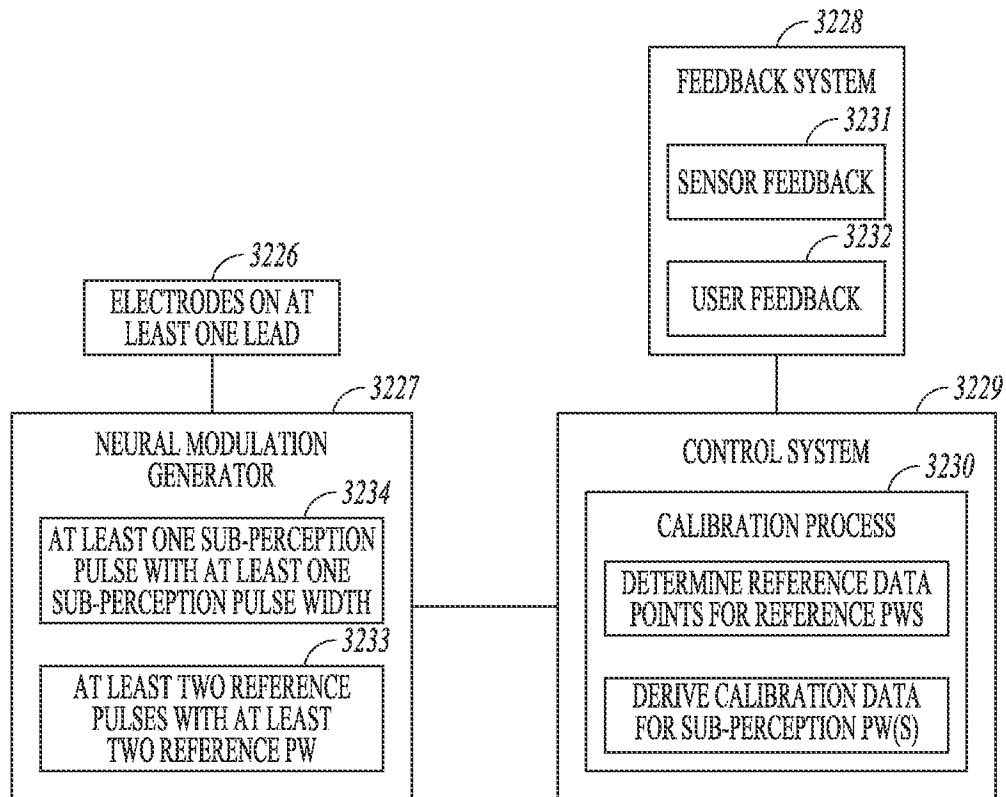 3228
FEEDBACK SYSTEM
3231
SENSOR FEEDBACK
3232
USER FEEDBACK
3226
ELECTRODES ON AT
LEAST ONE LEAD
3227
NEURAL MODULATION
GENERATOR
3234
AT LEAST ONE SUB-PERCEPTION
PULSE WITH AT LEAST ONE
SUB-PERCEPTION PULSE WIDTH
3233
AT LEAST TWO REFERENCE
PULSES WITH AT LEAST
TWO REFERENCE PW
3229
CONTROL SYSTEM
3230
CALIBRATION PROCESS
DETERMINE REFERENCE DATA
POINTS FOR REFERENCE PWS
DERIVE CALIBRATION DATA
FOR SUB-PERCEPTION PW(S)